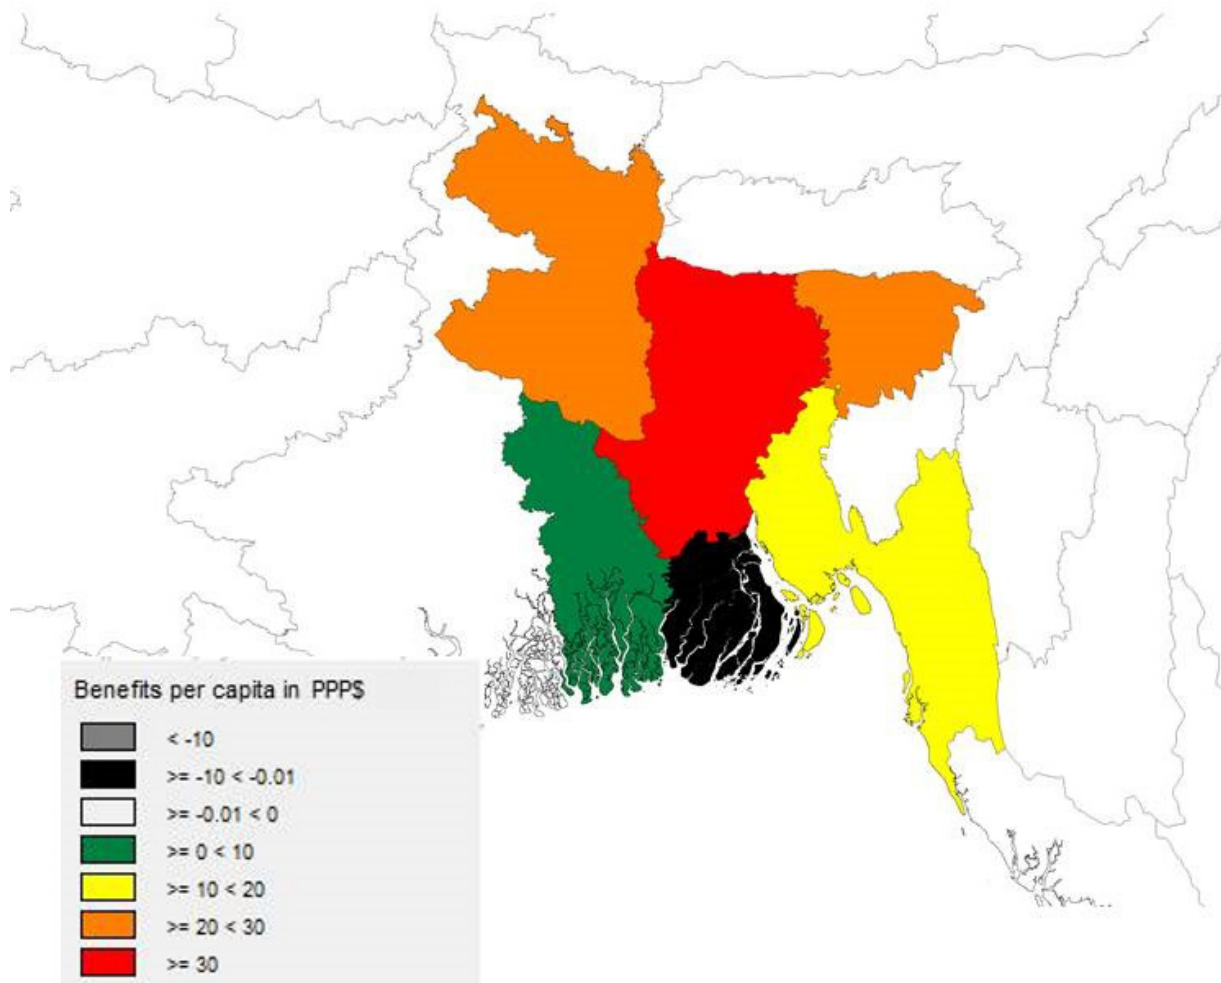 Benefits per capita in PPP$
< -10
>= -10 < -0.01
>= -0.01 < 0
>= 0 < 10
>= 10 < 20
>= 20 < 30
>= 30